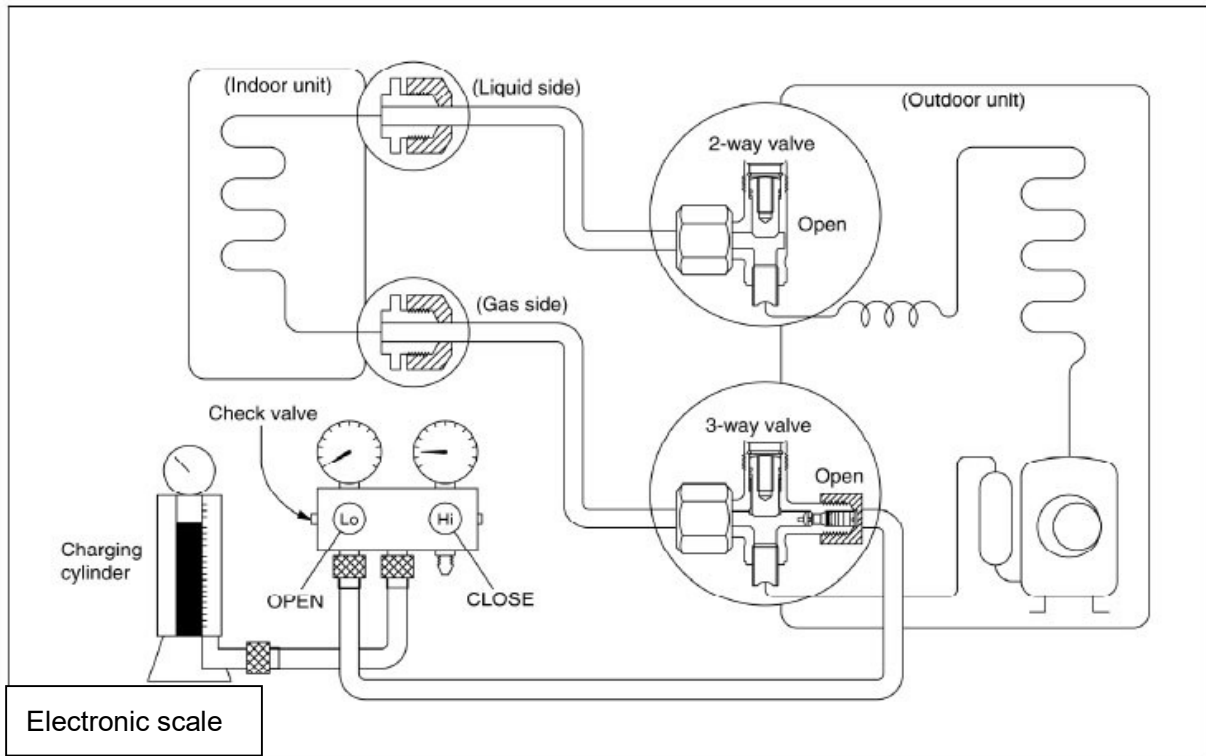 (Indoor unit)
(Liquid side)
(Outdoor unit)
2-way valve
Open
(Gas side)
Check valve
3-way valve
Open
Lo
Hi
Charging
cylinder
OPEN
CLOSE
Electronic scale